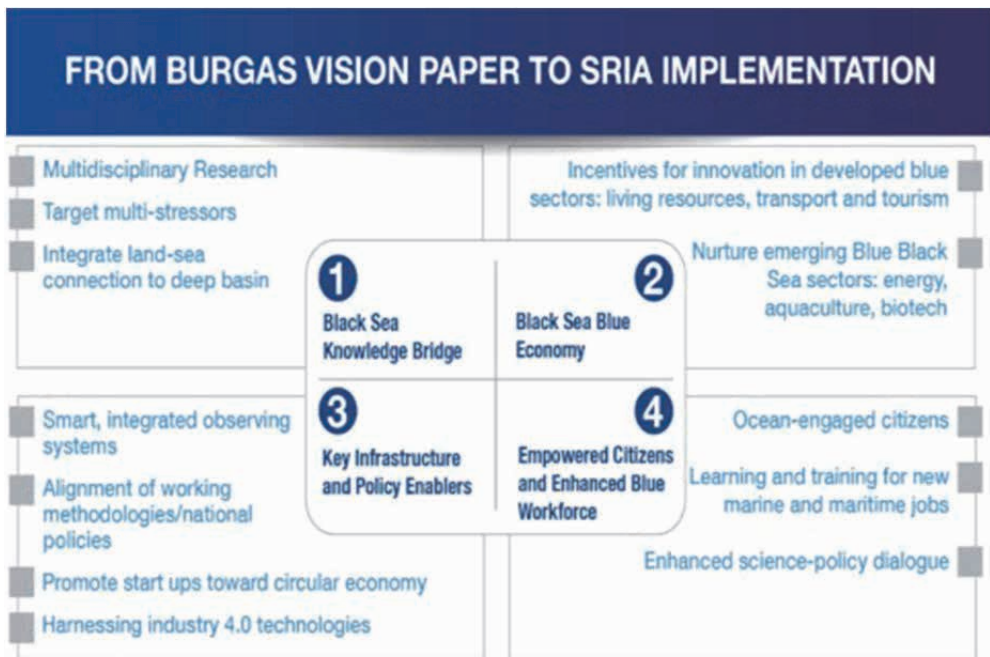 FROM BURGAS VISION PAPER TO SRIA IMPLEMENTATION
Multidisciplinary Research
Target multi-stressors
Integrate land-sea
connection to deep basin
Incentives for innovation in developed blue
sectors: living resources, transport and tourism
Nurture emerging Blue Black
Sea sectors: energy,
aquaculture, biotech
1
Black Sea
Knowledge Bridge
2
Black Sea Blue
Economy
3
Key Infrastructure
and Policy Enablers
4
Empowered Citizens
and Enhanced Blue
Workforce
Smart, integrated observing
systems
Alignment of working
methodologies/national
policies
Promote start ups toward circular economy
Harnessing industry 4.0 technologies
Ocean-engaged citizens
Learning and training for new
marine and maritime jobs
Enhanced science-policy dialogue